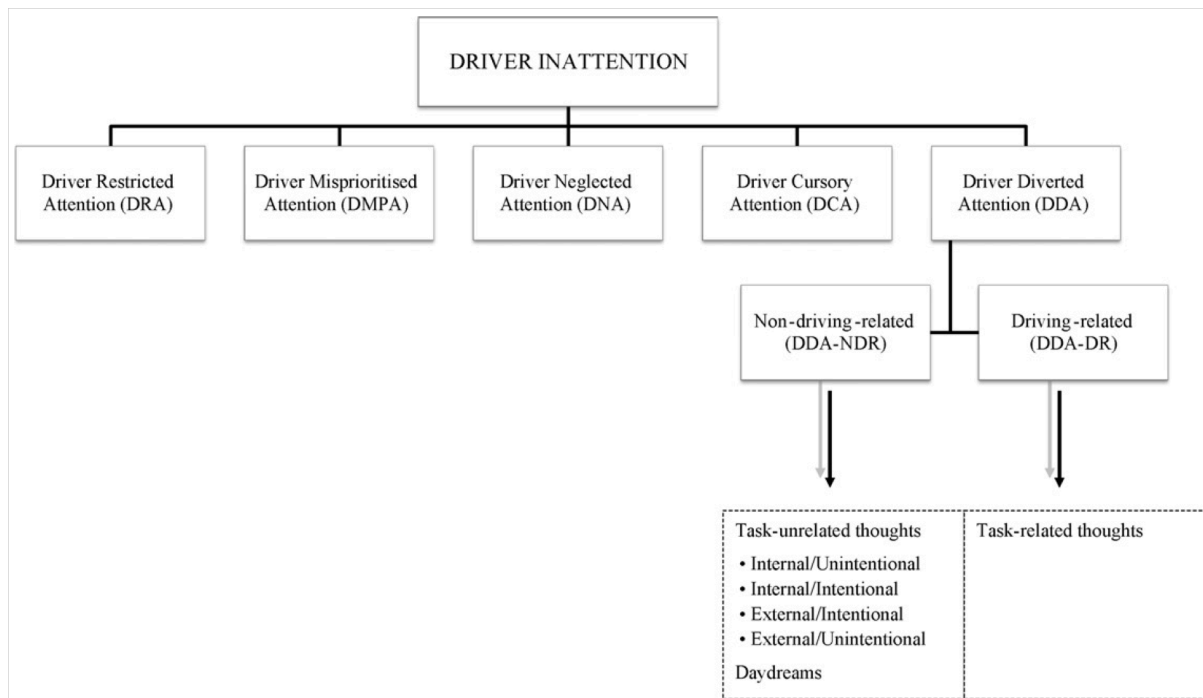 DRIVER INATTENTION
Driver Restricted
Attention (DRA)
Driver Misprioritised
Attention (DMPA)
Driver Neglected
Attention (DNA)
Driver Cursory
Attention (DCA)
Driver Diverted
Attention (DDA)
Non-driving-related
(DDA-NDR)
Driving-related
(DDA-DR)
Task-unrelated thoughts
• Internal/Unintentional
• Internal/Intentional
• External/Intentional
• External/Unintentional
Daydreams
Task-related thoughts